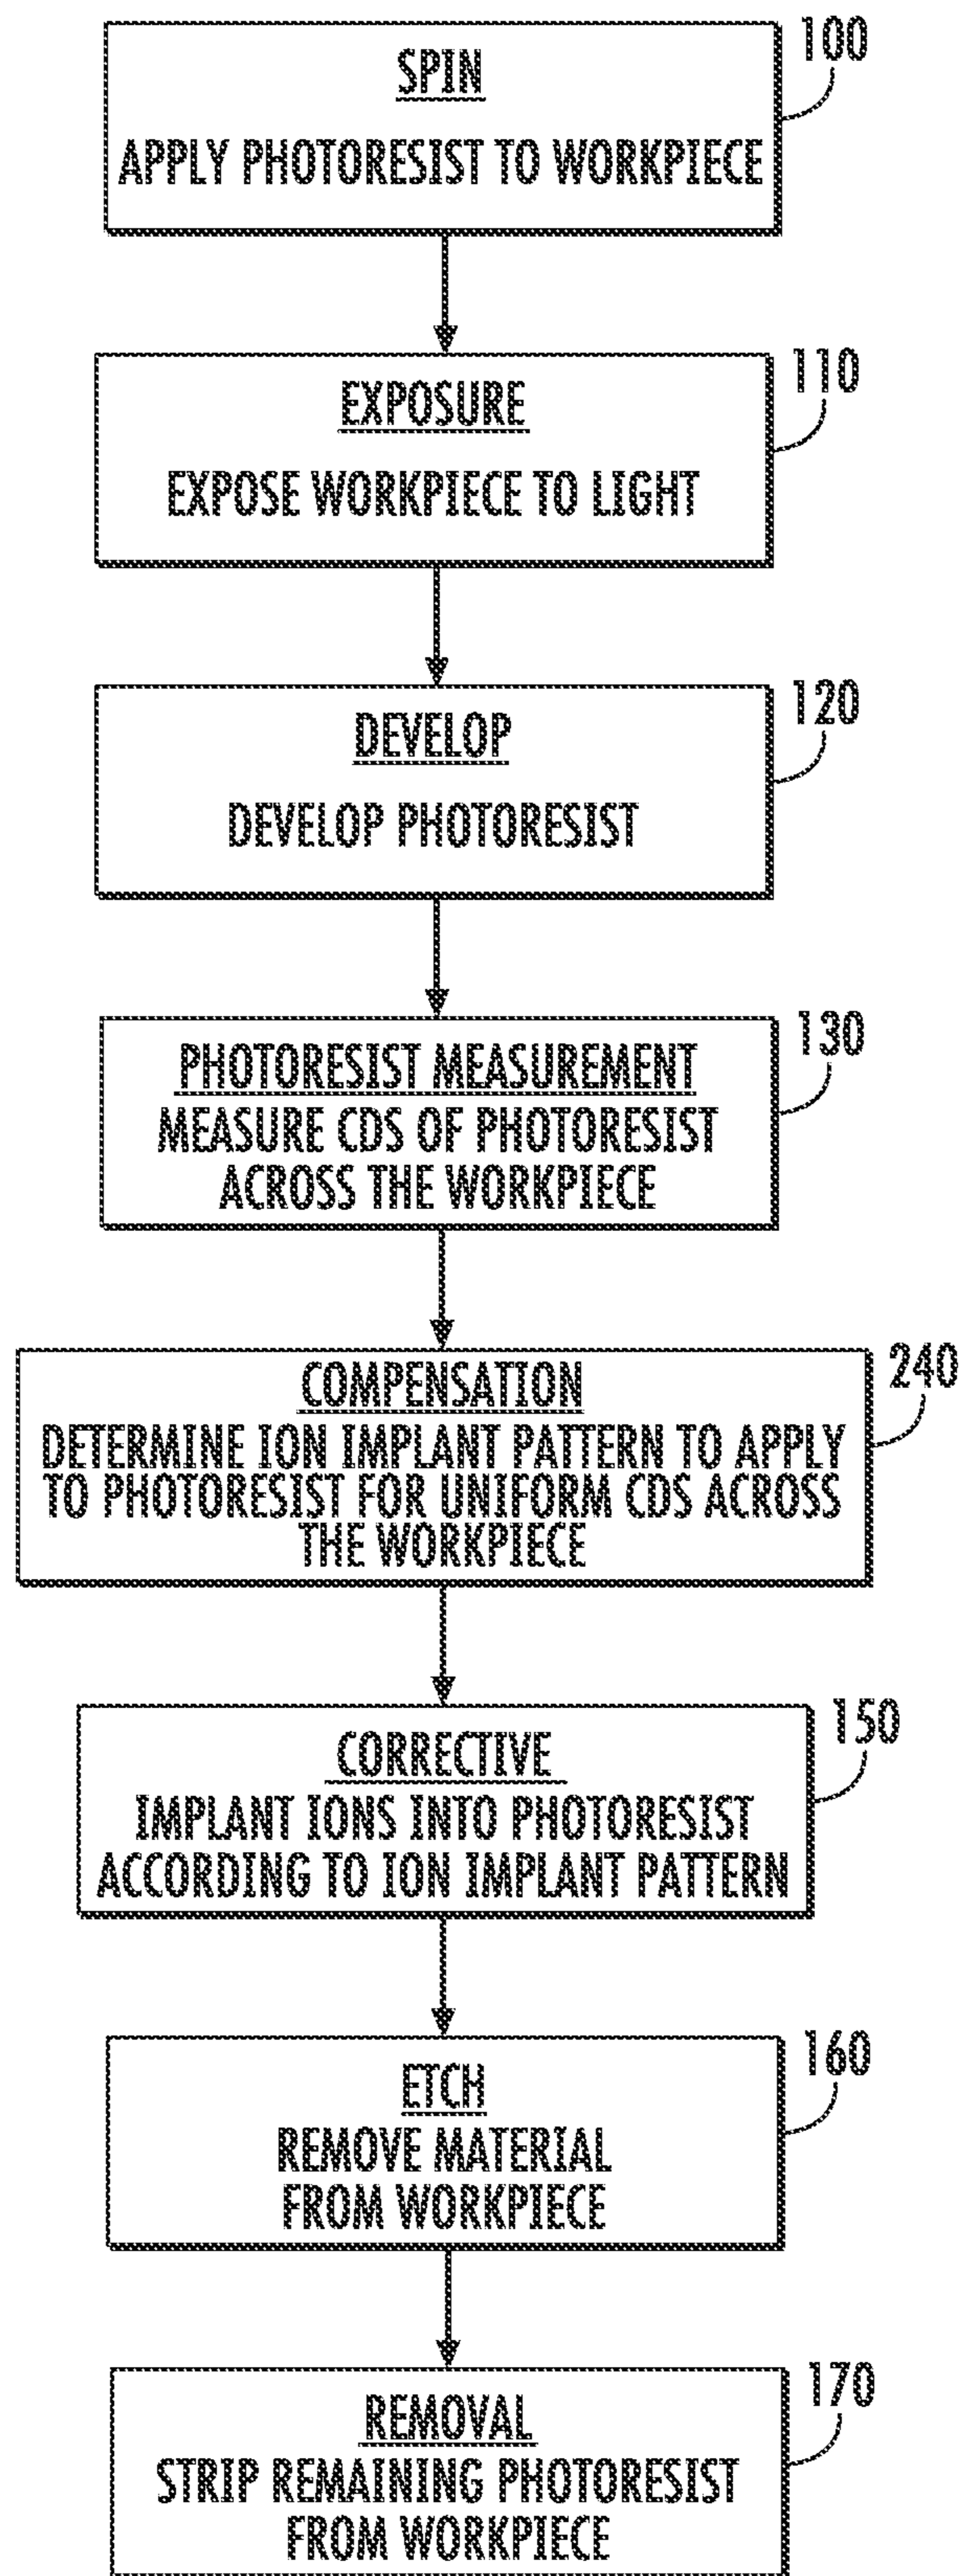 100
SPIN
APPLY PHOTORESIST TO WORKPIECE
110
EXPOSURE
EXPOSE WORKPIECE TO LIGHT
120
DEVELOP
DEVELOP PHOTORESIST
130
PHOTORESIST MEASUREMENT
MEASURE CDS OF PHOTORESIST
ACROSS THE WORKPIECE
240
COMPENSATION
DETERMINE ION IMPLANT PATTERN TO APPLY
TO PHOTORESIST FOR UNIFORM CDS ACROSS
THE WORKPIECE
150
CORRECTIVE
IMPLANT IONS INTO PHOTORESIST
ACCORDING TO ION IMPLANT PATTERN
160
ETCH
REMOVE MATERIAL
FROM WORKPIECE
170
REMOVAL
STRIP REMAINING PHOTORESIST
FROM WORKPIECE